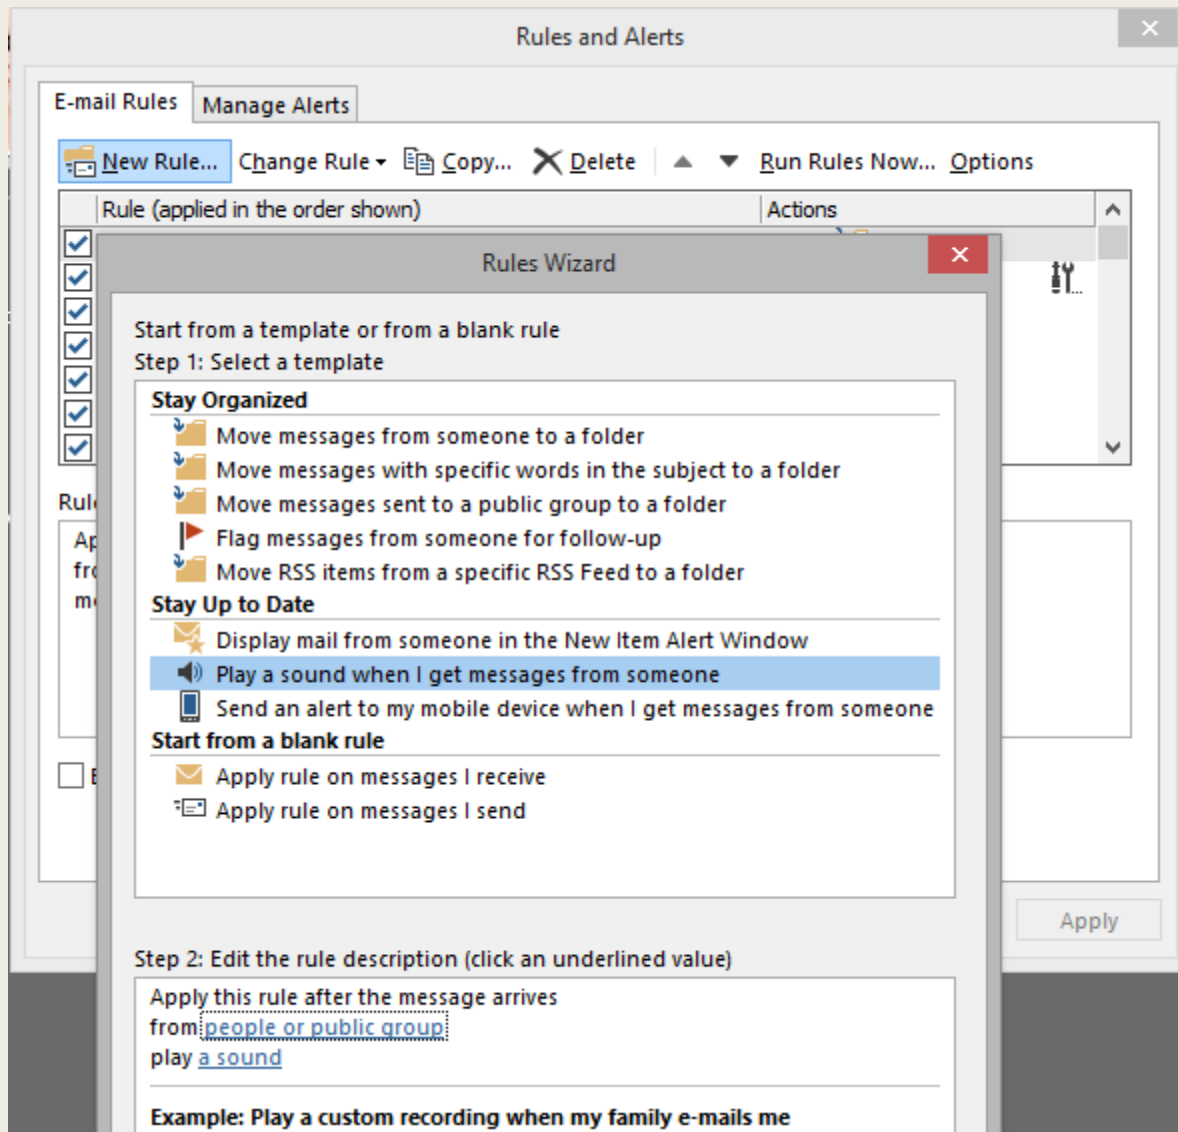 Rules and Alerts
E-mail Rules
Manage Alerts
New Rule... Change Rule Copy... Delete Run Rules Now... Options
Rule (applied in the order shown) Actions
Rules Wizard
Start from a template or from a blank rule
Step 1: Select a template
Stay Organized
Move messages from someone to a folder
Move messages with specific words in the subject to a folder
Move messages sent to a public group to a folder
Flag messages from someone for follow-up
Move RSS items from a specific RSS Feed to a folder
Stay Up to Date
Display mail from someone in the New Item Alert Window
Play a sound when I get messages from someone
Send an alert to my mobile device when I get messages from someone
Start from a blank rule
Apply rule on messages I receive
Apply rule on messages I send
Apply
Step 2: Edit the rule description (click an underlined value)
Apply this rule after the message arrives
from people or public group
play a sound
Example: Play a custom recording when my family e-mails me